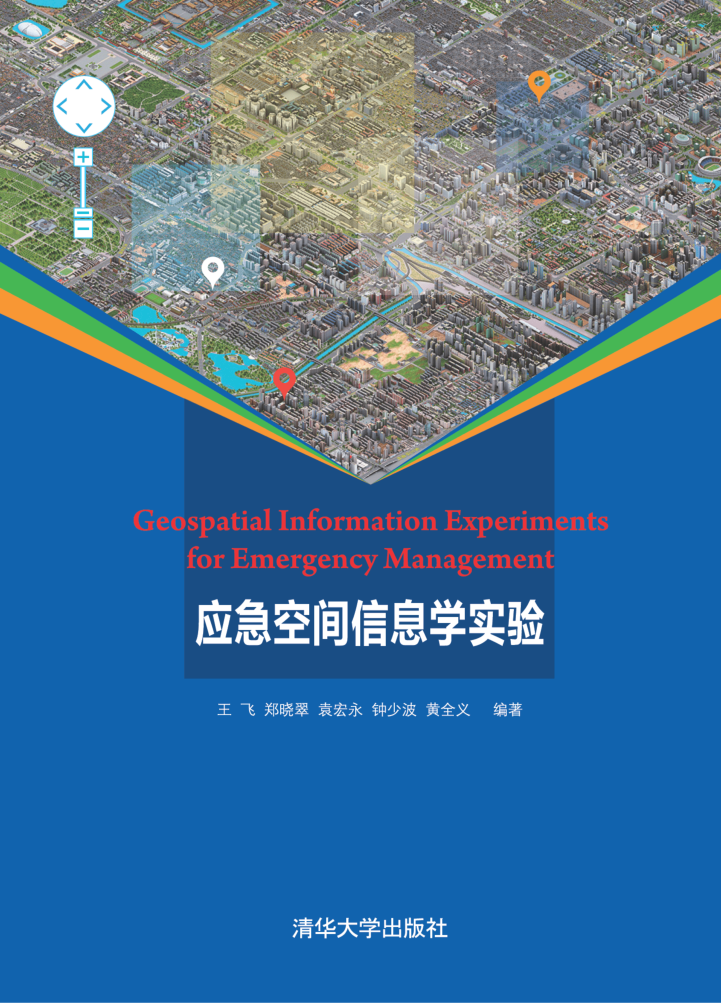 Geospatial Information Experiments
for Emergency Management
应急空间信息学实验
王 飞 郑晓翠 袁宏永 钟少波 黄全义 编著
清华大学出版社